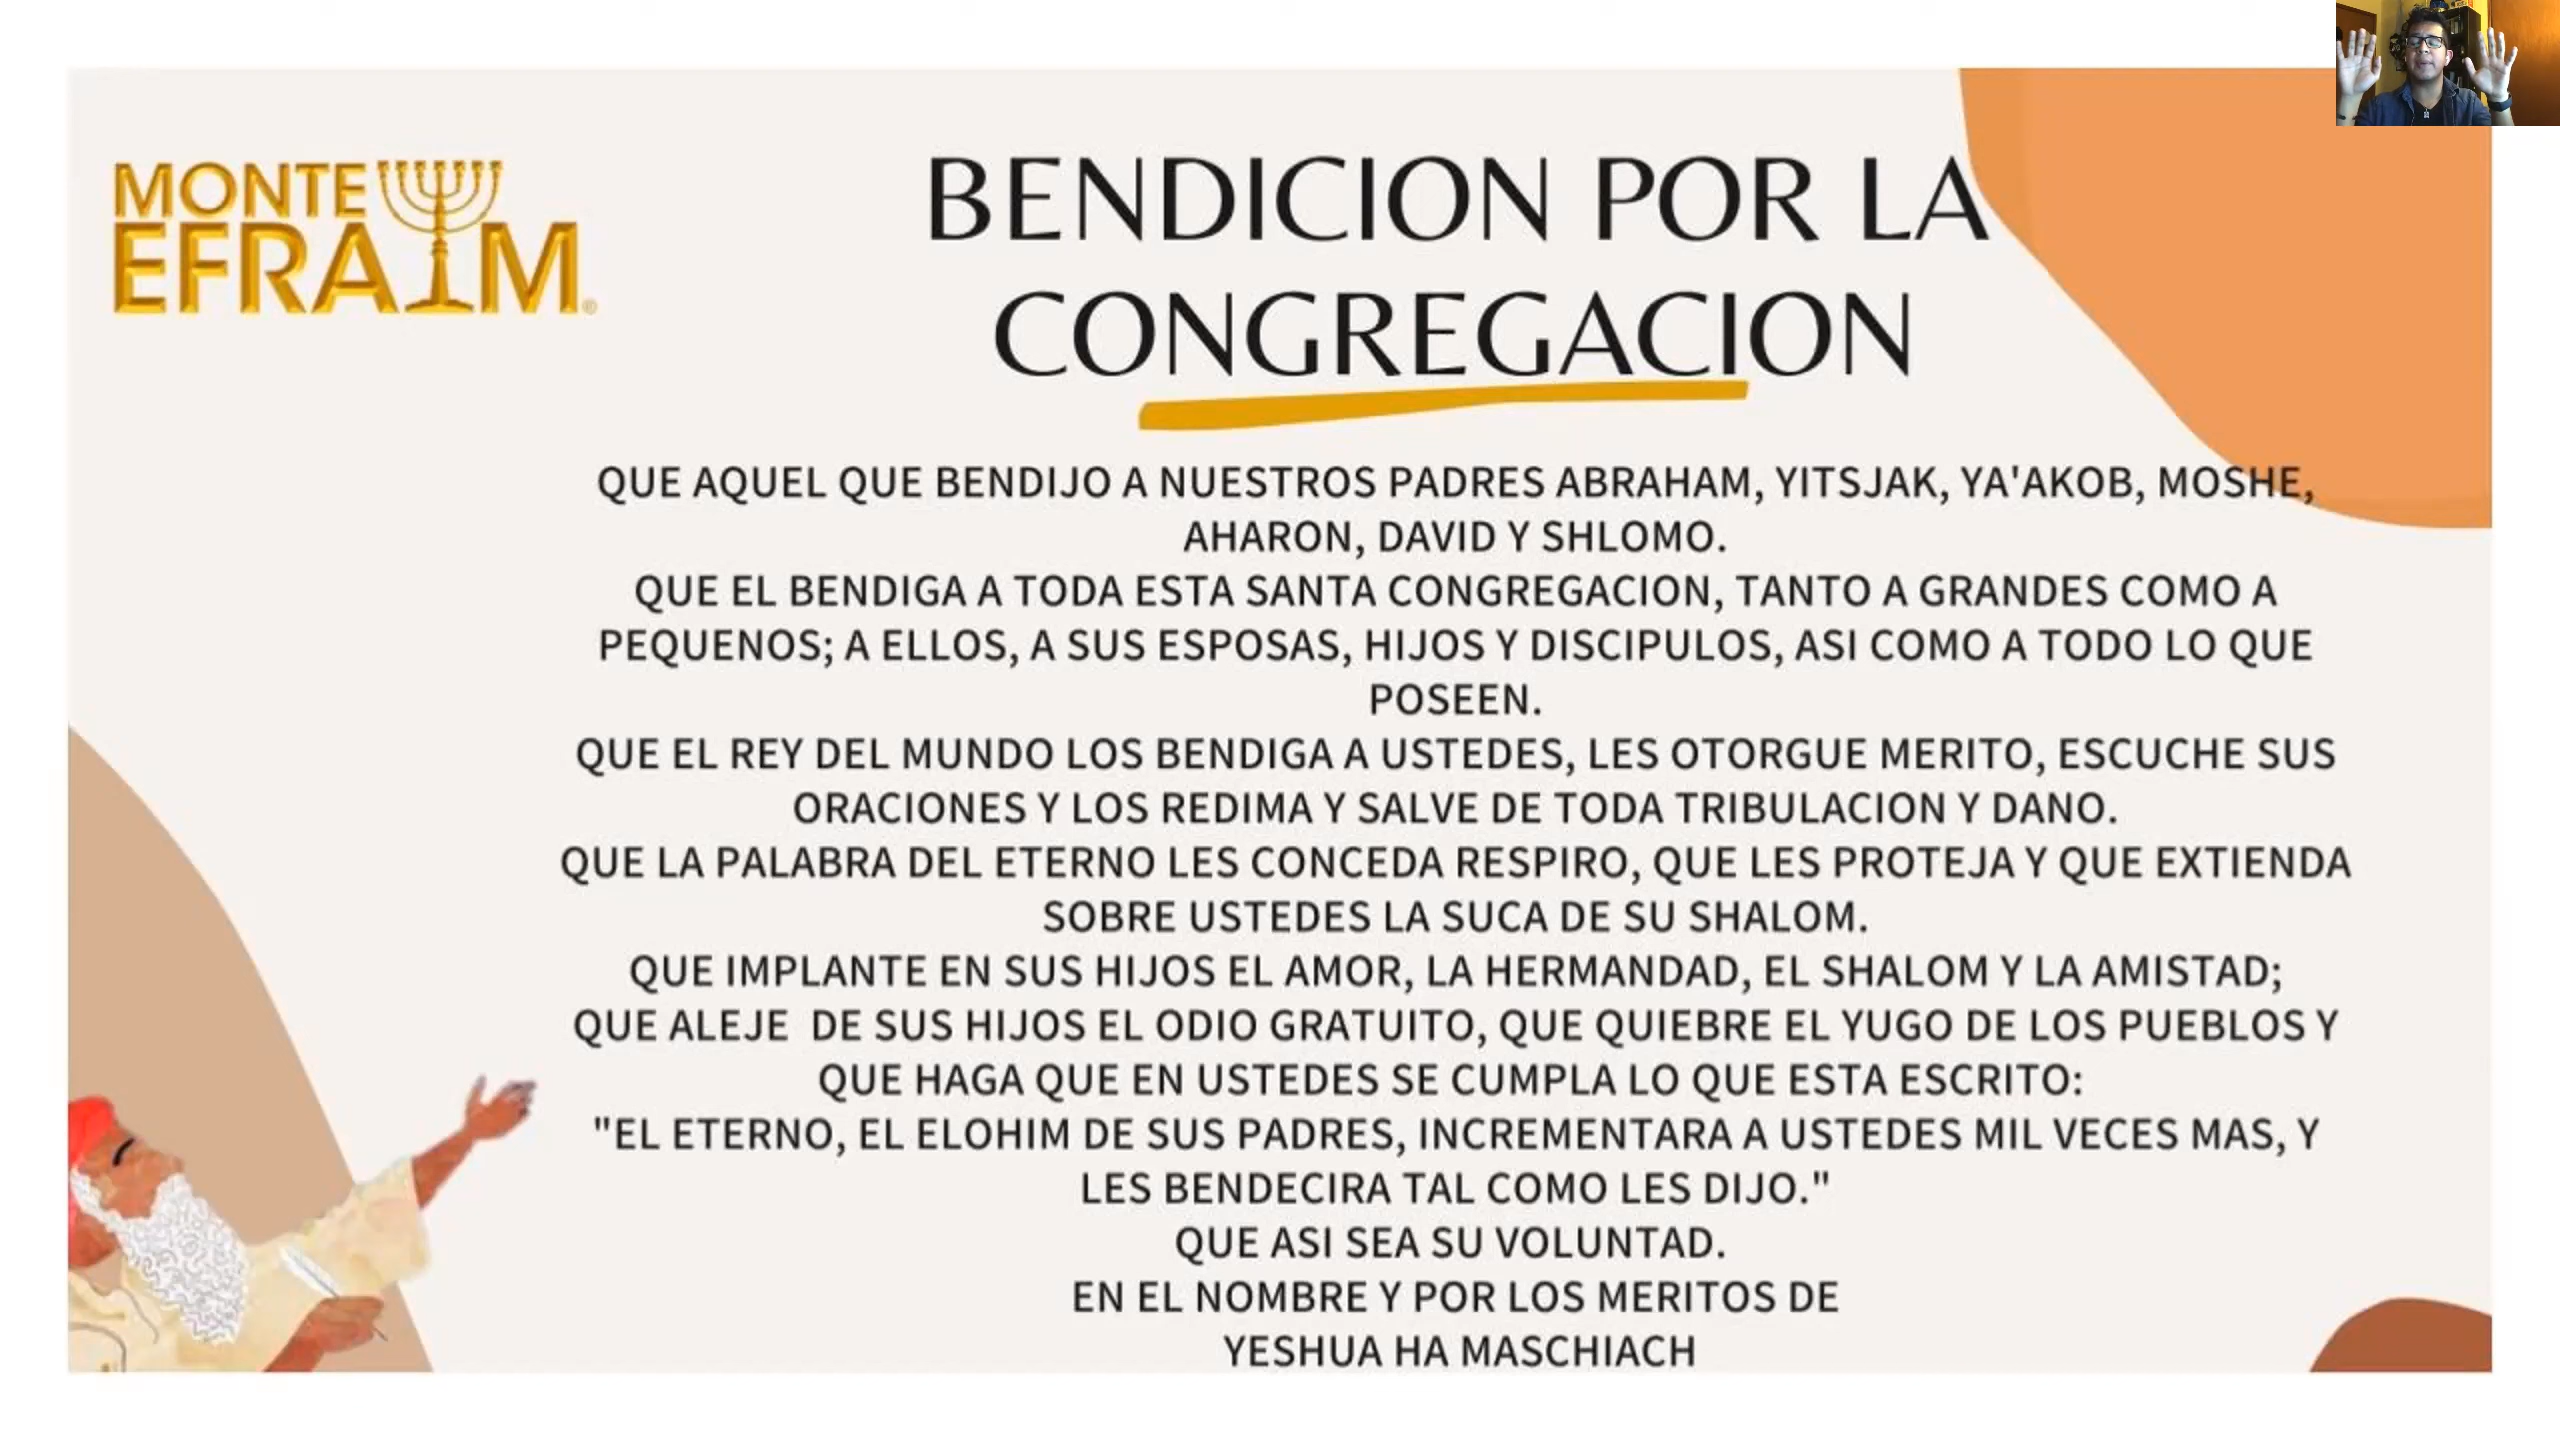 MONTE
EFRAIM®
BENDICION POR LA
CONGREGACION
QUE AQUEL QUE BENDIJO A NUESTROS PADRES ABRAHAM, YITSJAK, YA'AKOB, MOSHE,
AHARON, DAVID Y SHLOMO.
QUE EL BENDIGA A TODA ESTA SANTA CONGREGACION, TANTO A GRANDES COMO A
PEQUENOS; A ELLOS, A SUS ESPOSAS, HIJOS Y DISCIPULOS, ASI COMO A TODO LO QUE
POSEEN.
QUE EL REY DEL MUNDO LOS BENDIGA A USTEDES, LES OTORGUE MERITO, ESCUCHE SUS
ORACIONES Y LOS REDIMA Y SALVE DE TODA TRIBULACION Y DANO.
QUE LA PALABRA DEL ETERNO LES CONCEDA RESPIRO, QUE LES PROTEJA Y QUE EXTIENDA
SOBRE USTEDES LA SUCA DE SU SHALOM.
QUE IMPLANTE EN SUS HIJOS EL AMOR, LA HERMANDAD, EL SHALOM Y LA AMISTAD;
QUE ALEJE DE SUS HIJOS EL ODIO GRATUITO, QUE QUIEBRE EL YUGO DE LOS PUEBLOS Y
QUE HAGA QUE EN USTEDES SE CUMPLA LO QUE ESTA ESCRITO:
"EL ETERNO, EL ELOHIM DE SUS PADRES, INCREMENTARA A USTEDES MIL VECES MAS, Y
LES BENDECIRA TAL COMO LES DIJO."
QUE ASI SEA SU VOLUNTAD.
EN EL NOMBRE Y POR LOS MERITOS DE
YESHUA HA MASCHIACH